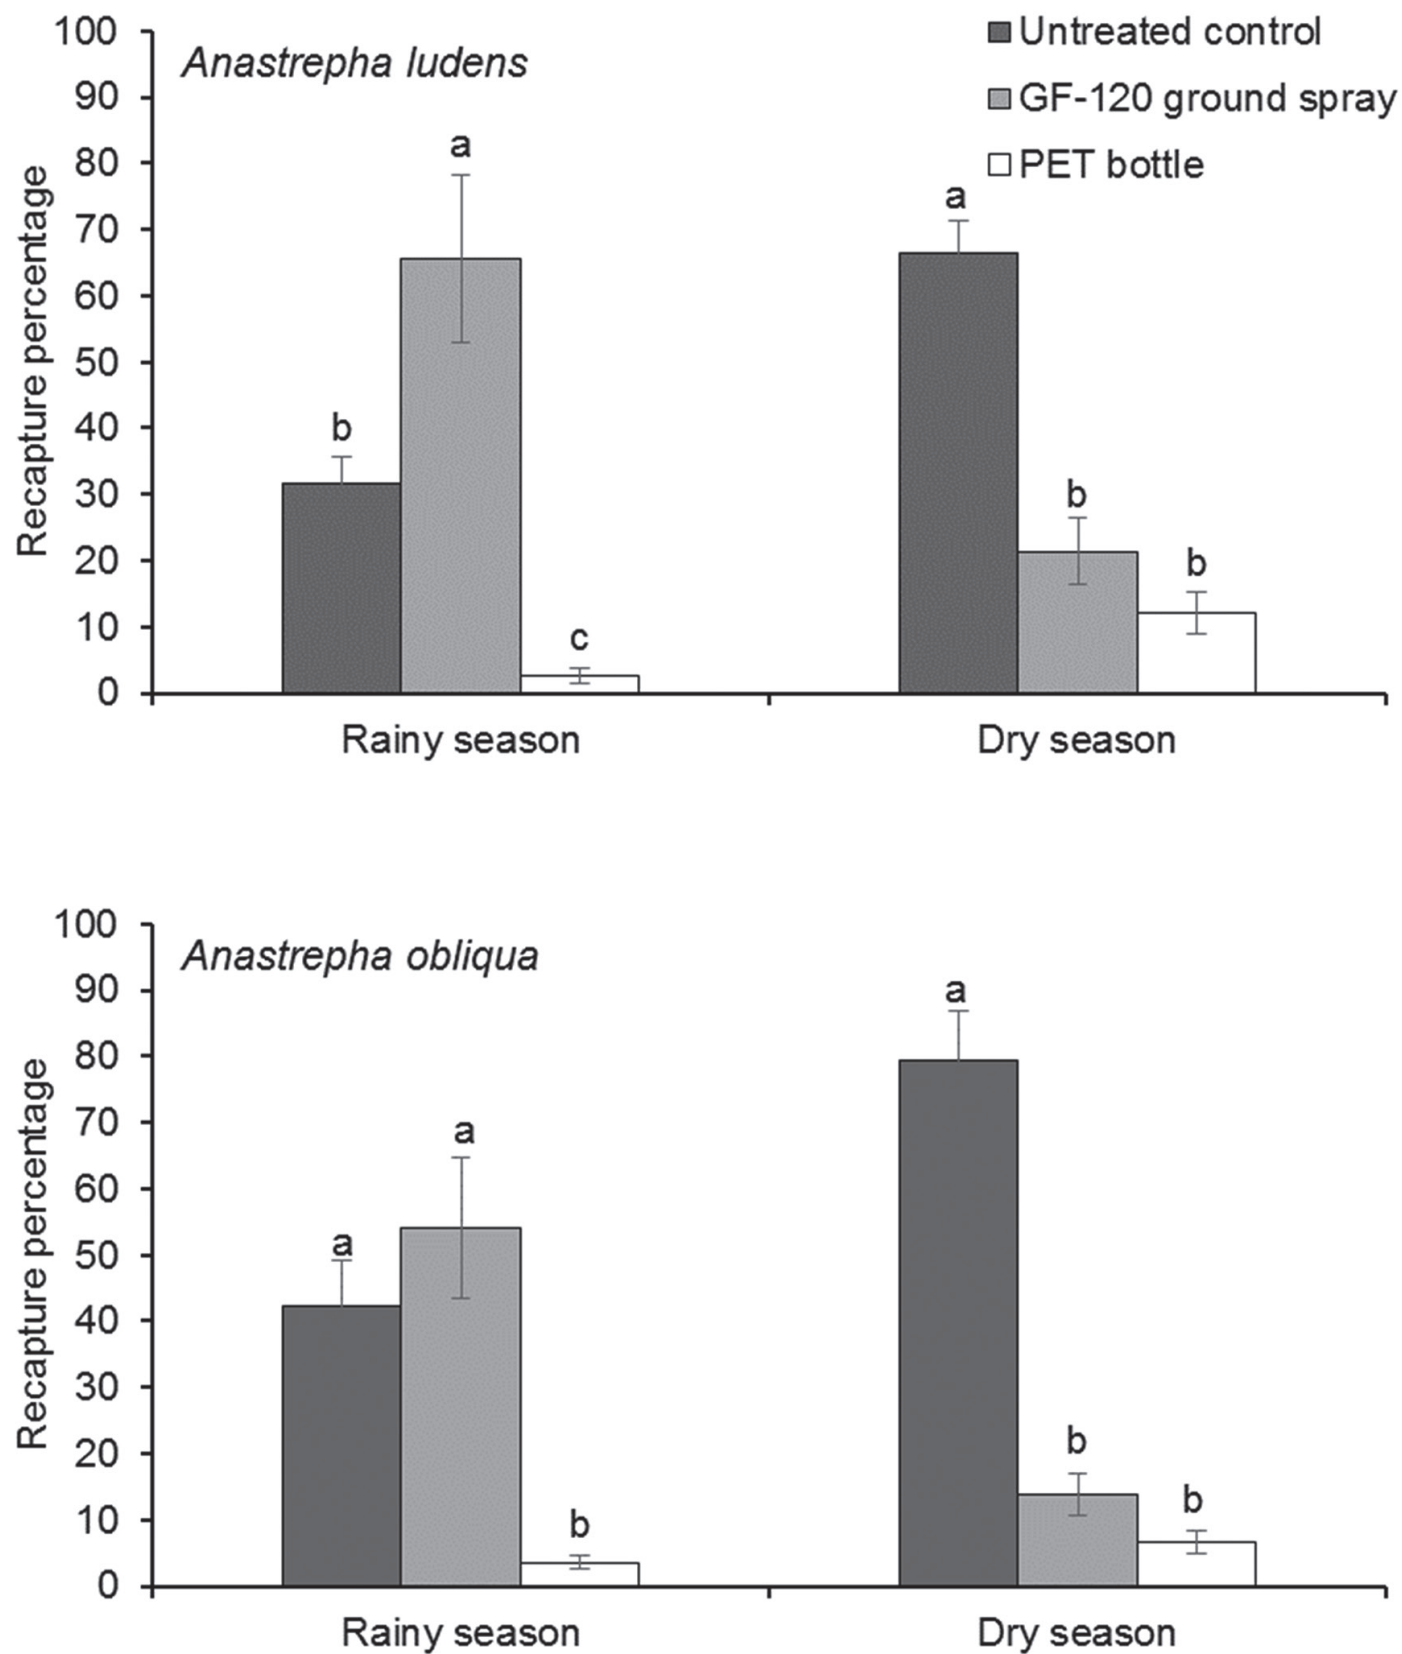 Anastrepha ludens
Untreated control
GF-120 ground spray
PET bottle
Recapture percentage
100
90
80
70
60
50
40
30
20
10
0
b
a
c
a
b
b
Rainy season
Dry season
Anastrepha obliqua
Recapture percentage
100
90
80
70
60
50
40
30
20
10
0
a
a
b
a
b
b
Rainy season
Dry season